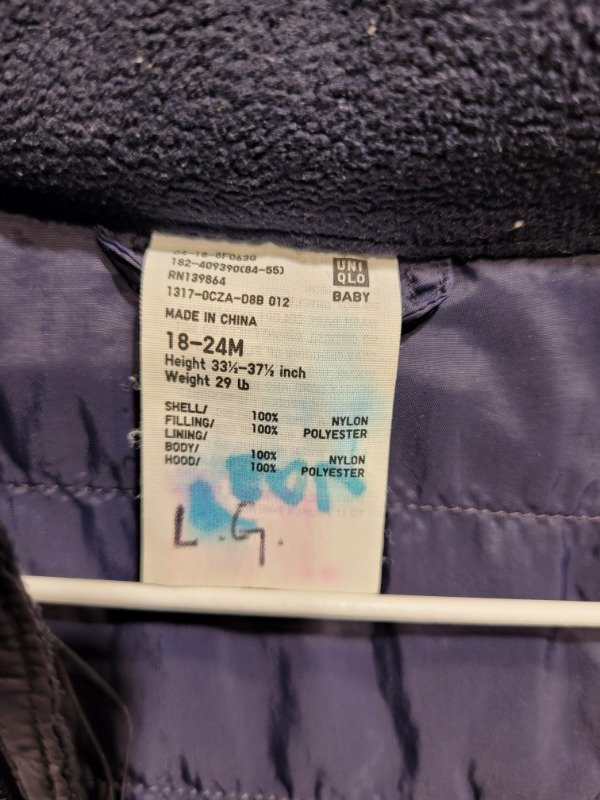 UNI
QLO
BABY
182-409390(84-55)
RN139864
1317-0CZA-D8B 012
MADE IN CHINA
18-24M
Height 33½-37½ inch
Weight 29 lb
SHELL/ 100% NYLON
FILLING/ 100% POLYESTER
LINING/
BODY/ 100% NYLON
HOOD/ 100% POLYESTER
L.G.